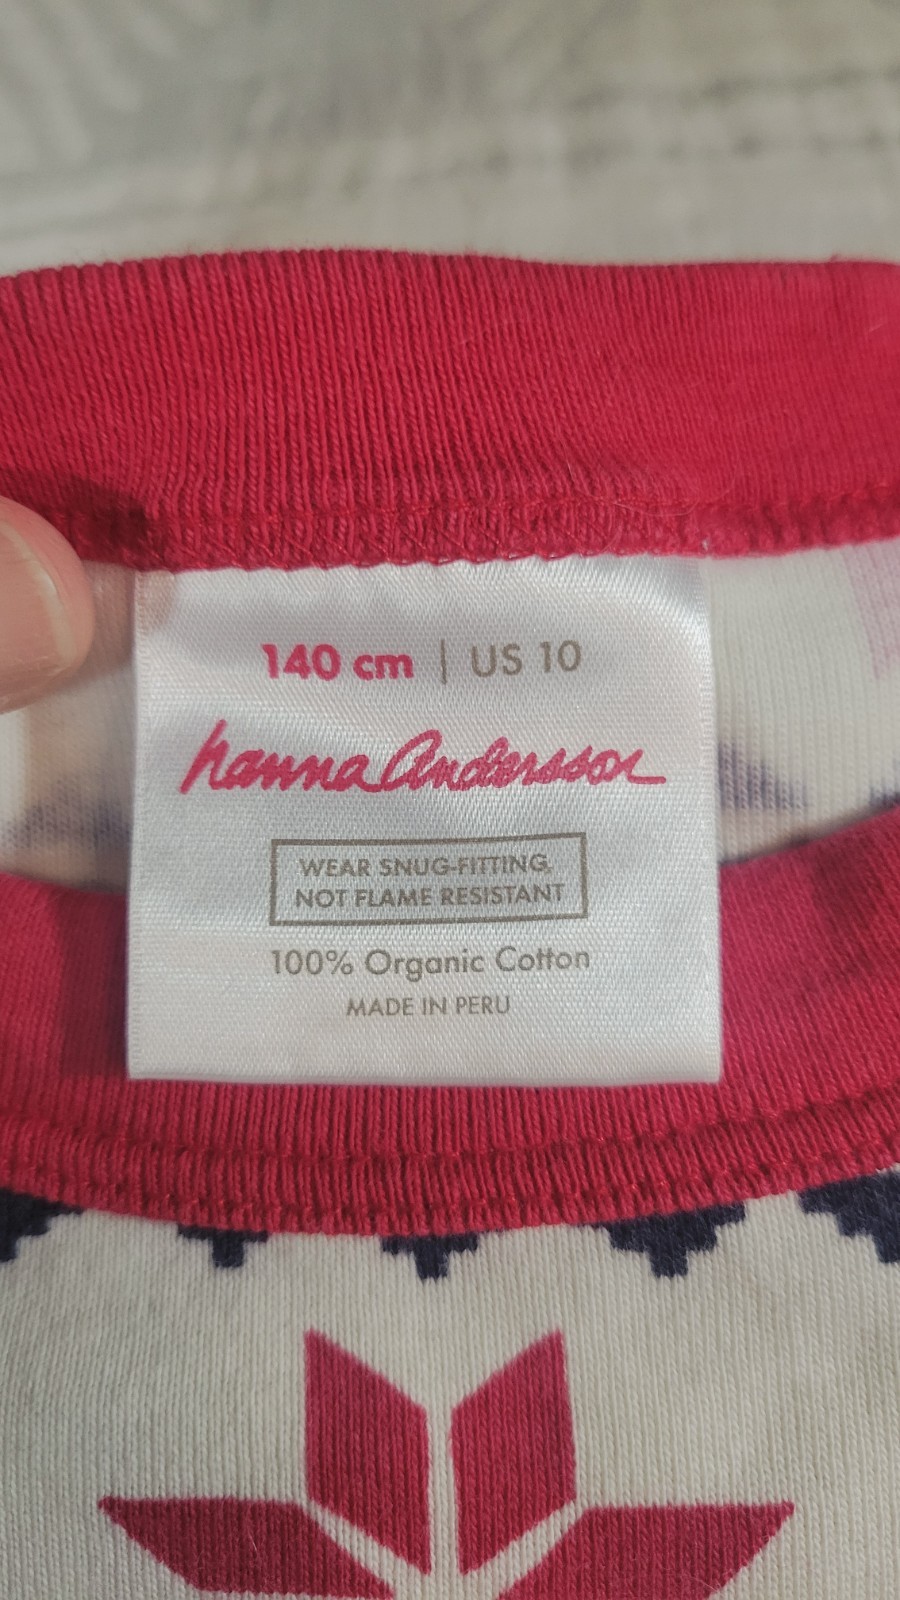 140 cm | US 10
hanna Andersson
WEAR SNUG-FITTING,
NOT FLAME RESISTANT
100% Organic Cotton
MADE IN PERU